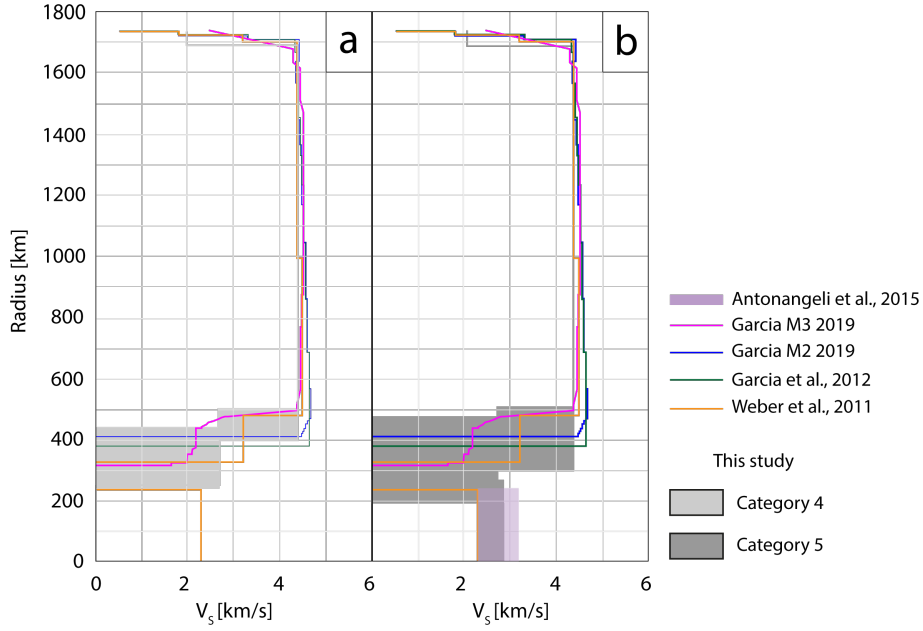 1800
1600
1400
1200
1000
800
600
400
200
0
Radius [km]
a
b
0
2
4
6
2
4
6
V_S [km/s]
V_S [km/s]
Antonangeli et al., 2015
Garcia M3 2019
Garcia M2 2019
Garcia et al., 2012
Weber et al., 2011
This study
Category 4
Category 5